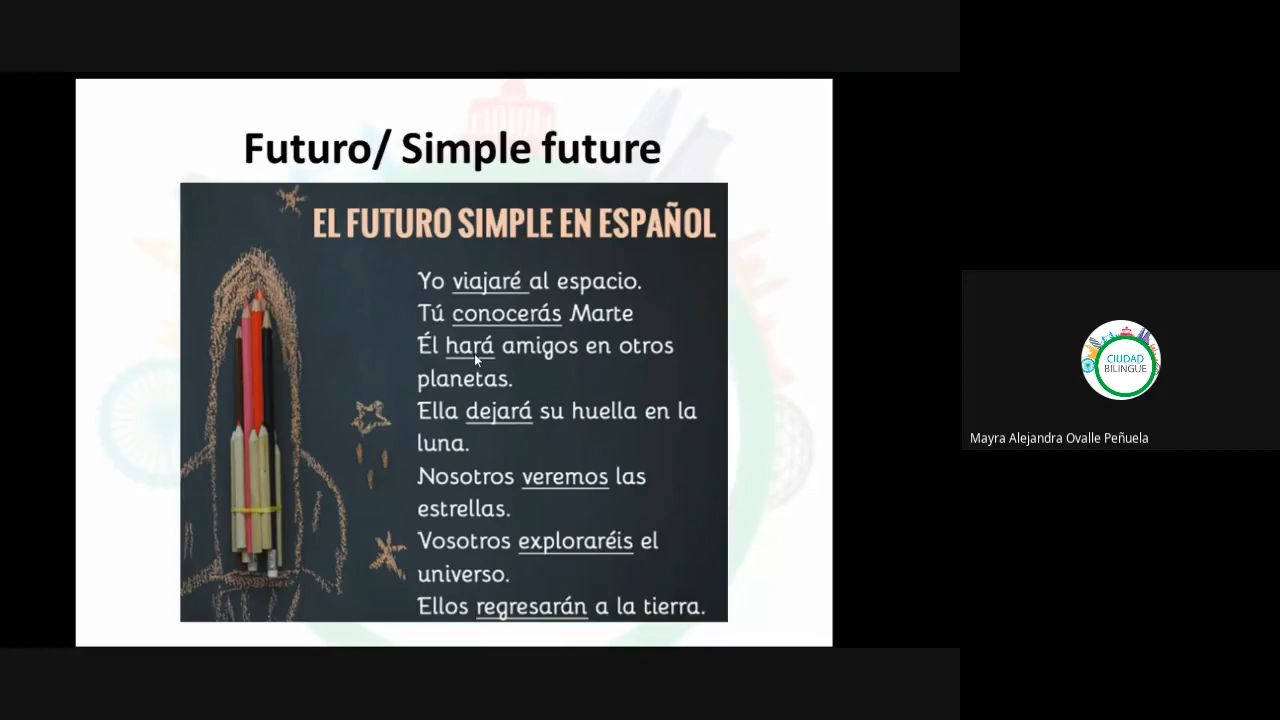 Futuro/ Simple future
EL FUTURO SIMPLE EN ESPAÑOL
Yo viajaré al espacio.
Tú conocerás Marte
Él hará amigos en otros
planetas.
Ella dejará su huella en la
luna.
Nosotros veremos las
estrellas.
Vosotros exploraréis el
universo.
Ellos regresarán a la tierra.
CIUDAD
BILINGÜE
Mayra Alejandra Ovalle Peñuela